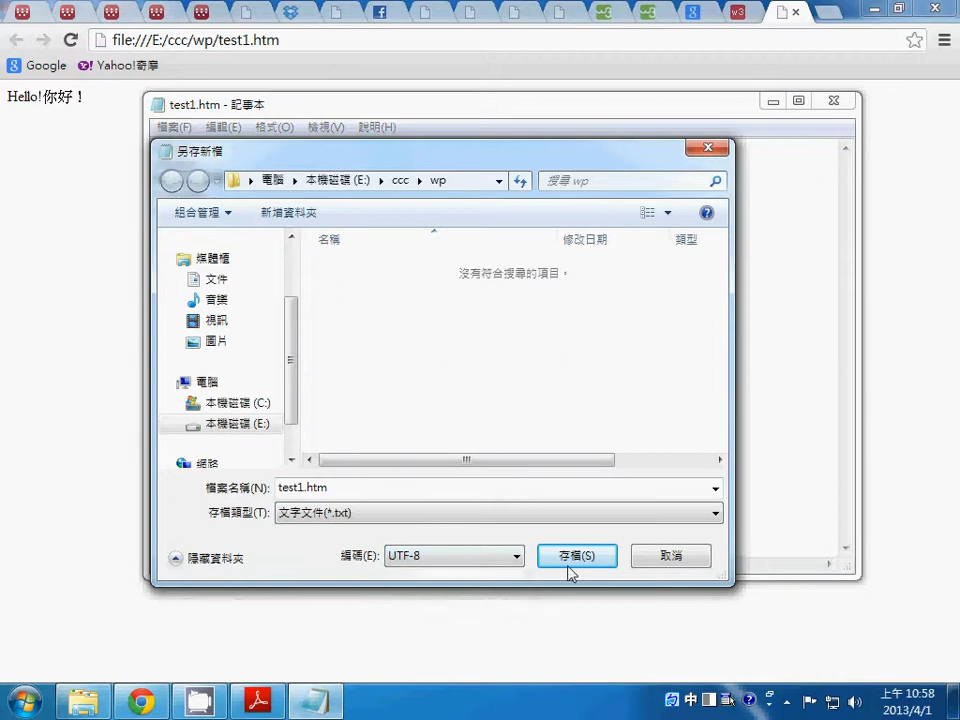 file:///E:/ccc/wp/test1.htm
Google Yahoo!奇摩
Hello!你好！
test1.htm - 記事本
檔案(F) 編輯(E) 格式(O) 檢視(V) 說明(H)
另存新檔
電腦 本機磁碟 (E:) ccc wp 搜尋 wp
組合管理 新增資料夾
名稱 修改日期 類型
沒有符合搜尋的項目。
媒體櫃
文件
音樂
視訊
圖片
電腦
本機磁碟 (C:)
本機磁碟 (E:)
網路
檔案名稱(N): test1.htm
存檔類型(T): 文字文件(*.txt)
隱藏資料夾 編碼(E): UTF-8 存檔(S) 取消
中
上午 10:58
2013/4/1